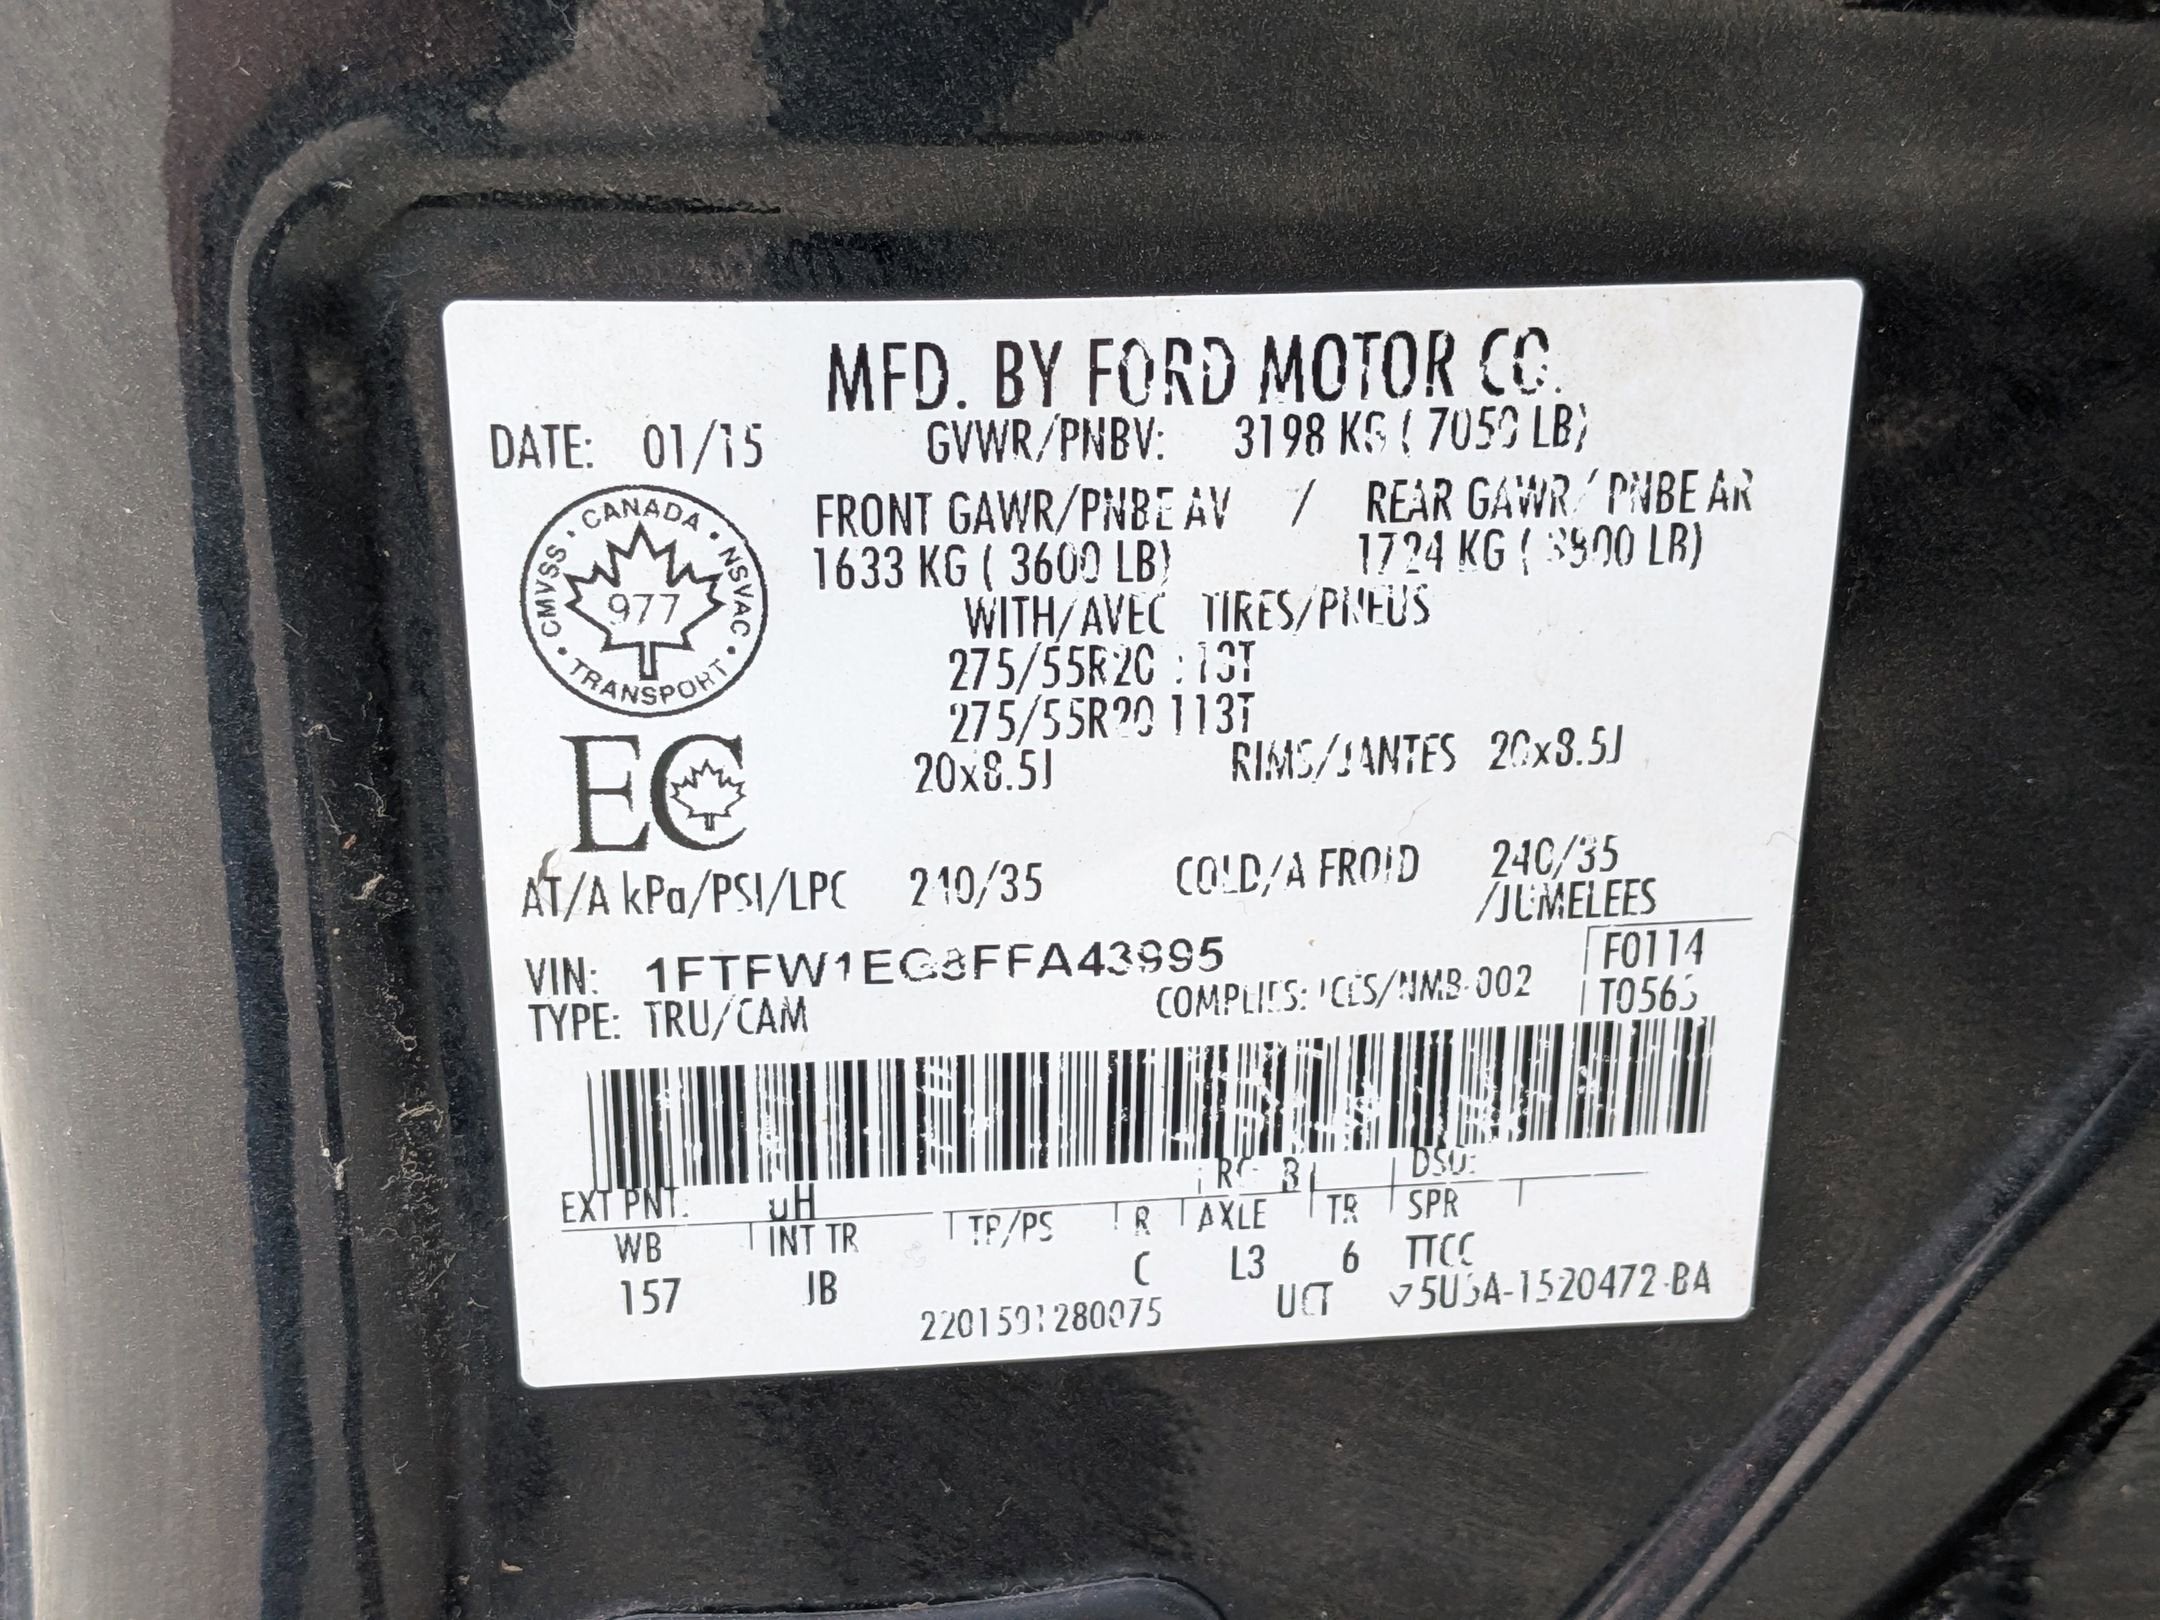 MFD. BY FORD MOTOR CO.
DATE: 01/15 GVWR/PNBV: 3198 KG ( 7050 LB)
FRONT GAWR/PNBE AV / REAR GAWR/ PNBE AR
1633 KG ( 3600 LB) 1724 KG ( 3800 LB)
WITH/AVEC TIRES/PNEUS
275/55R20 113T
275/55R20 113T
20x8.5J RIMS/JANTES 20x8.5J
CANADA · NSVAC · TRANSPORT · CMVSS ·
977
EC
AT/A kPa/PSI/LPC 240/35 COLD/A FROID 240/35
/JUMELEES
VIN: F0114
TYPE: TRU/CAM COMPLIES: ICES/NMB-002
EXT PNT: DSO:
WB INT TR TP/PS R AXLE TR SPR
157 JB C L3 6 TTCC
2201501280075 UCT